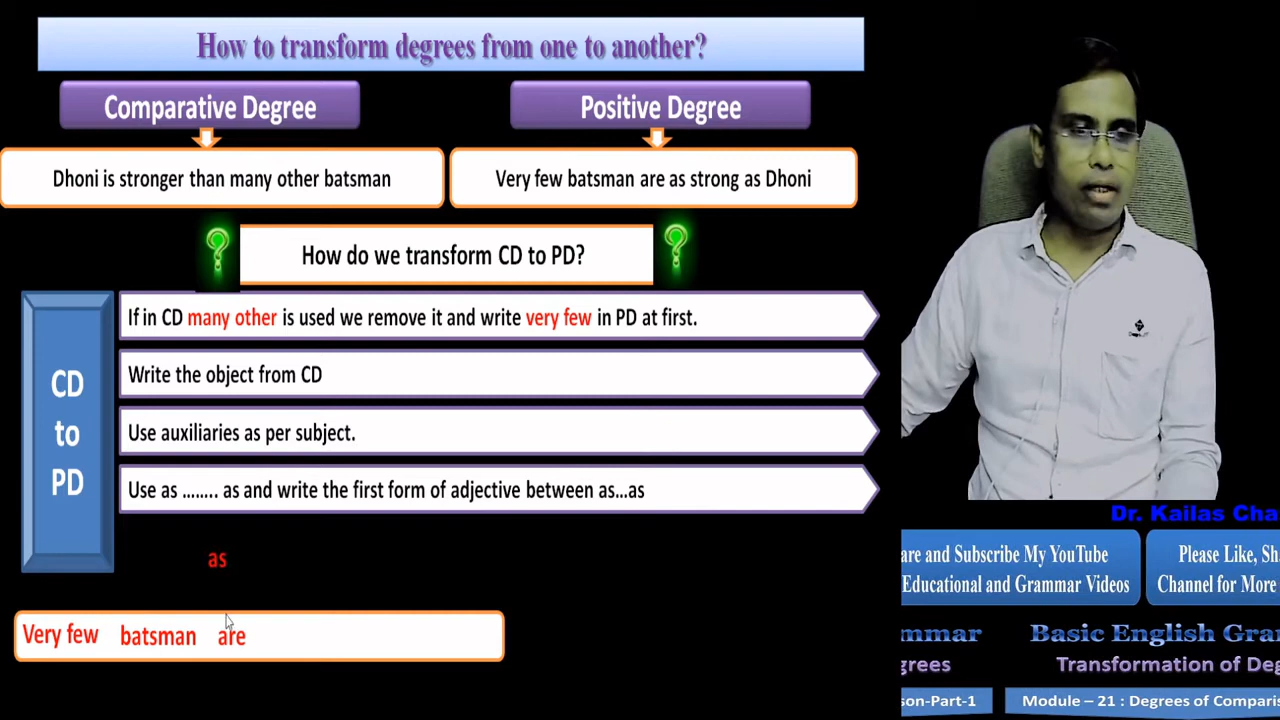 How to transform degrees from one to another?
Comparative Degree
Positive Degree
Dhoni is stronger than many other batsman
Very few batsman are as strong as Dhoni
How do we transform CD to PD?
CD
to
PD
If in CD many other is used we remove it and write very few in PD at first.
Write the object from CD
Use auxiliaries as per subject.
Use as ........ as and write the first form of adjective between as...as
as
Very few batsman are
Dr. Kailas Cha
are and Subscribe My YouTube
Educational and Grammar Videos
Please Like, Sh
Channel for More
mmar
Basic English Gra
grees
Transformation of Deg
son-Part-1
Module – 21 : Degrees of Comparis